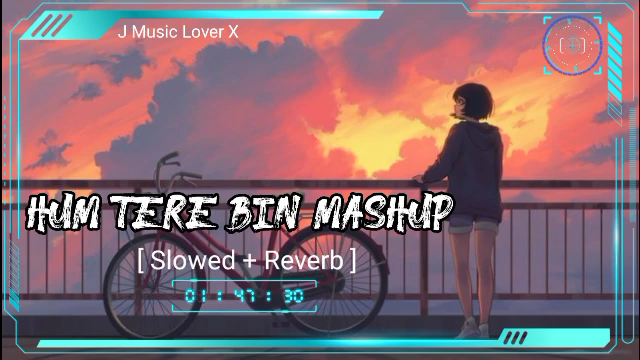 J Music Lover X
HUM TERE BIN MASHUP
[ Slowed + Reverb ]
01 : 47 : 30